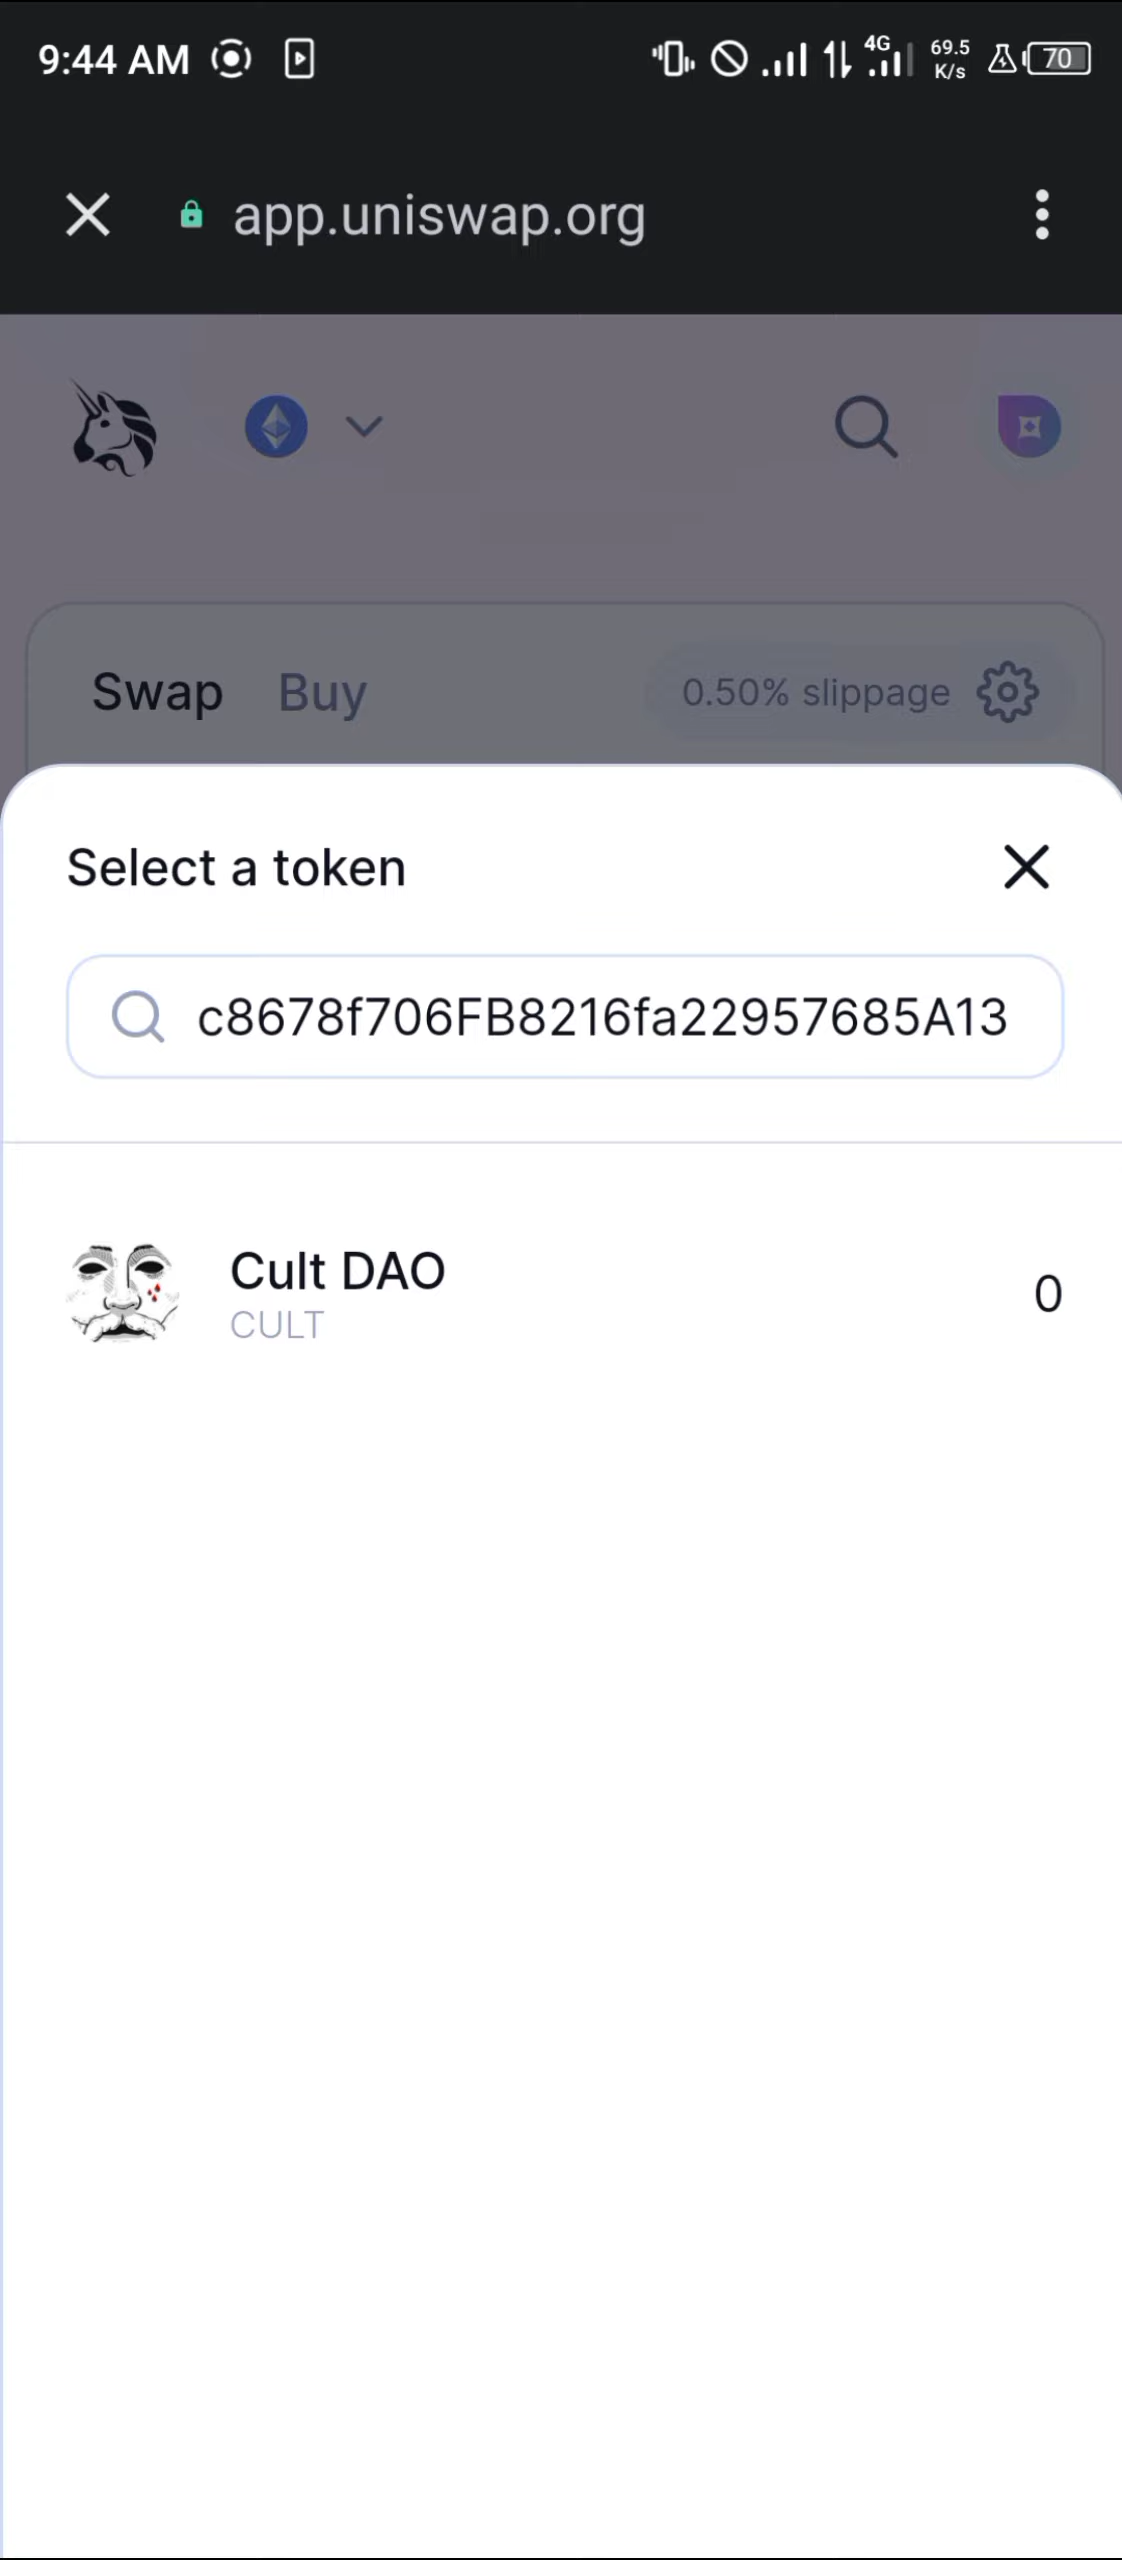 9:44 AM
4G
69.5
K/s
70
app.uniswap.org
Swap
Buy
0.50% slippage
Select a token
c8678f706FB8216fa22957685A13
Cult DAO
CULT
0